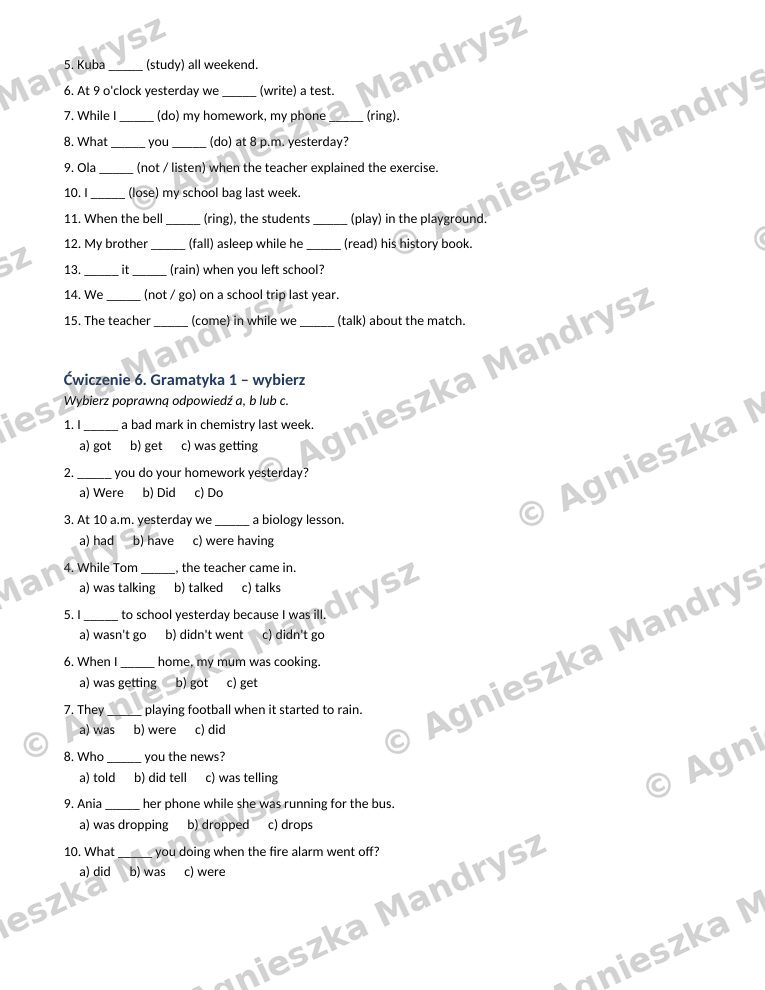 5. Kuba _____ (study) all weekend.
6. At 9 o'clock yesterday we _____ (write) a test.
7. While I _____ (do) my homework, my phone _____ (ring).
8. What _____ you _____ (do) at 8 p.m. yesterday?
9. Ola _____ (not / listen) when the teacher explained the exercise.
10. I _____ (lose) my school bag last week.
11. When the bell _____ (ring), the students _____ (play) in the playground.
12. My brother _____ (fall) asleep while he _____ (read) his history book.
13. _____ it _____ (rain) when you left school?
14. We _____ (not / go) on a school trip last year.
15. The teacher _____ (come) in while we _____ (talk) about the match.
Ćwiczenie 6. Gramatyka 1 – wybierz
Wybierz poprawną odpowiedź a, b lub c.
1. I _____ a bad mark in chemistry last week.
a) got b) get c) was getting
2. _____ you do your homework yesterday?
a) Were b) Did c) Do
3. At 10 a.m. yesterday we _____ a biology lesson.
a) had b) have c) were having
4. While Tom _____, the teacher came in.
a) was talking b) talked c) talks
5. I _____ to school yesterday because I was ill.
a) wasn't go b) didn't went c) didn't go
6. When I _____ home, my mum was cooking.
a) was getting b) got c) get
7. They _____ playing football when it started to rain.
a) was b) were c) did
8. Who _____ you the news?
a) told b) did tell c) was telling
9. Ania _____ her phone while she was running for the bus.
a) was dropping b) dropped c) drops
10. What _____ you doing when the fire alarm went off?
a) did b) was c) were
© Agnieszka Mandrysz